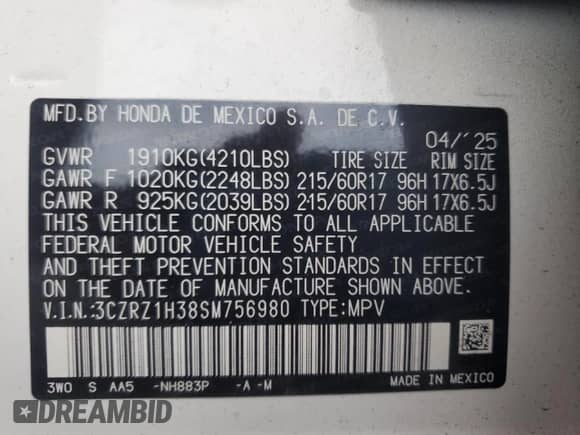 MFD.BY HONDA DE MEXICO S.A. DE C.V.
04/´25
GVWR 1910KG(4210LBS) TIRE SIZE RIM SIZE
GAWR F 1020KG(2248LBS) 215/60R17 96H 17X6.5J
GAWR R 925KG(2039LBS) 215/60R17 96H 17X6.5J
THIS VEHICLE CONFORMS TO ALL APPLICABLE
FEDERAL MOTOR VEHICLE SAFETY
AND THEFT PREVENTION STANDARDS IN EFFECT
ON THE DATE OF MANUFACTURE SHOWN ABOVE.
V.I.N.:3CZRZ1H38SM756980 TYPE:MPV
3W0 S AA5 -NH883P -A -M
MADE IN MEXICO
DREAMBID